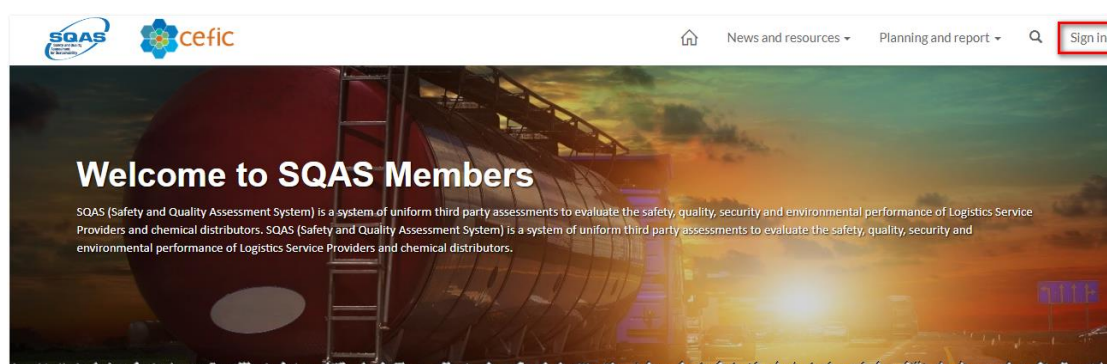 SQAS
cefic
News and resources
Planning and report
Sign in
Welcome to SQAS Members
SQAS (Safety and Quality Assessment System) is a system of uniform third party assessments to evaluate the safety, quality, security and environmental performance of Logistics Service
Providers and chemical distributors. SQAS (Safety and Quality Assessment System) is a system of uniform third party assessments to evaluate the safety, quality, security and
environmental performance of Logistics Service Providers and chemical distributors.